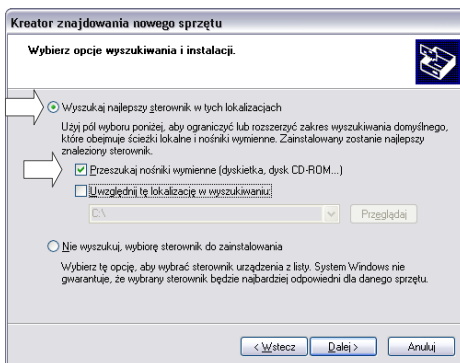 Kreator znajdowania nowego sprzętu
Wybierz opcje wyszukiwania i instalacji.
Wyszukaj najlepszy sterownik w tych lokalizacjach
Użyj pól wyboru poniżej, aby ograniczyć lub rozszerzyć zakres wyszukiwania domyślnego,
które obejmuje ścieżki lokalne i nośniki wymienne. Zainstalowany zostanie najlepszy
znaleziony sterownik.
Przeszukaj nośniki wymienne (dyskietka, dysk CD-ROM...)
Uwzględnij tę lokalizację w wyszukiwaniu:
C:\ Przeglądaj
Nie wyszukuj, wybiorę sterownik do zainstalowania
Wybierz tę opcję, aby wybrać sterownik urządzenia z listy. System Windows nie
gwarantuje, że wybrany sterownik będzie najbardziej odpowiedni dla danego sprzętu.
< Wstecz Dalej > Anuluj